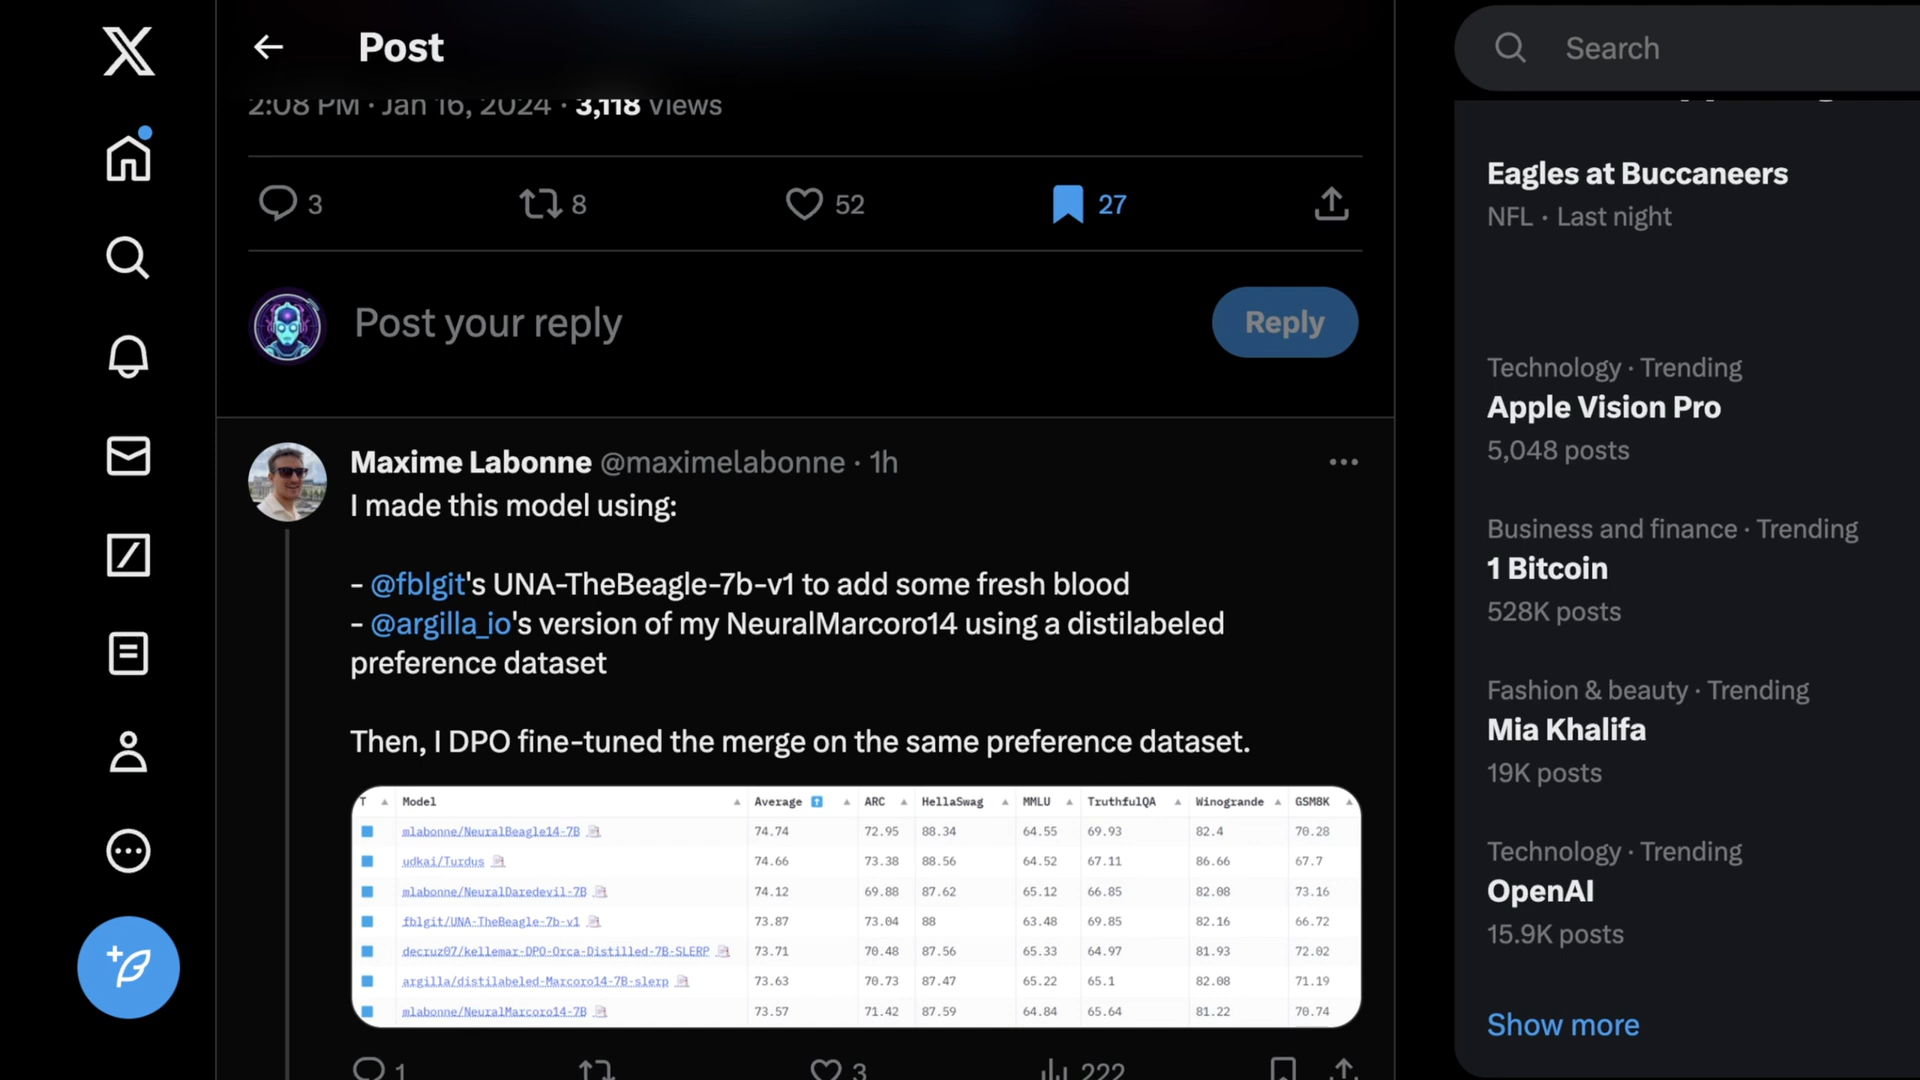 Post
Search
2:08 PM · Jan 16, 2024 · 3,118 Views
3
8
52
27
Post your reply
Reply
Maxime Labonne @maximelabonne · 1h
I made this model using:
- @fblgit's UNA-TheBeagle-7b-v1 to add some fresh blood
- @argilla_io's version of my NeuralMarcoro14 using a distilabeled
preference dataset
Then, I DPO fine-tuned the merge on the same preference dataset.
T Model Average ARC HellaSwag MMLU TruthfulQA Winogrande GSM8K
mlabonne/NeuralBeagle14-7B 74.74 72.95 88.34 64.55 69.93 82.4 70.28
udkai/Turdus 74.66 73.38 88.56 64.52 67.11 86.66 67.7
mlabonne/NeuralDaredevil-7B 74.12 69.88 87.62 65.12 66.85 82.08 73.16
fblgit/UNA-TheBeagle-7b-v1 73.87 73.04 88 63.48 69.85 82.16 66.72
decruz07/kellemar-DPO-Orca-Distilled-7B-SLERP 73.71 70.48 87.56 65.33 64.97 81.93 72.02
argilla/distilabeled-Marcoro14-7B-slerp 73.63 70.73 87.47 65.22 65.1 82.08 71.19
mlabonne/NeuralMarcoro14-7B 73.57 71.42 87.59 64.84 65.64 81.22 70.74
1
3
222
Eagles at Buccaneers
NFL · Last night
Technology · Trending
Apple Vision Pro
5,048 posts
Business and finance · Trending
1 Bitcoin
528K posts
Fashion & beauty · Trending
Mia Khalifa
19K posts
Technology · Trending
OpenAI
15.9K posts
Show more